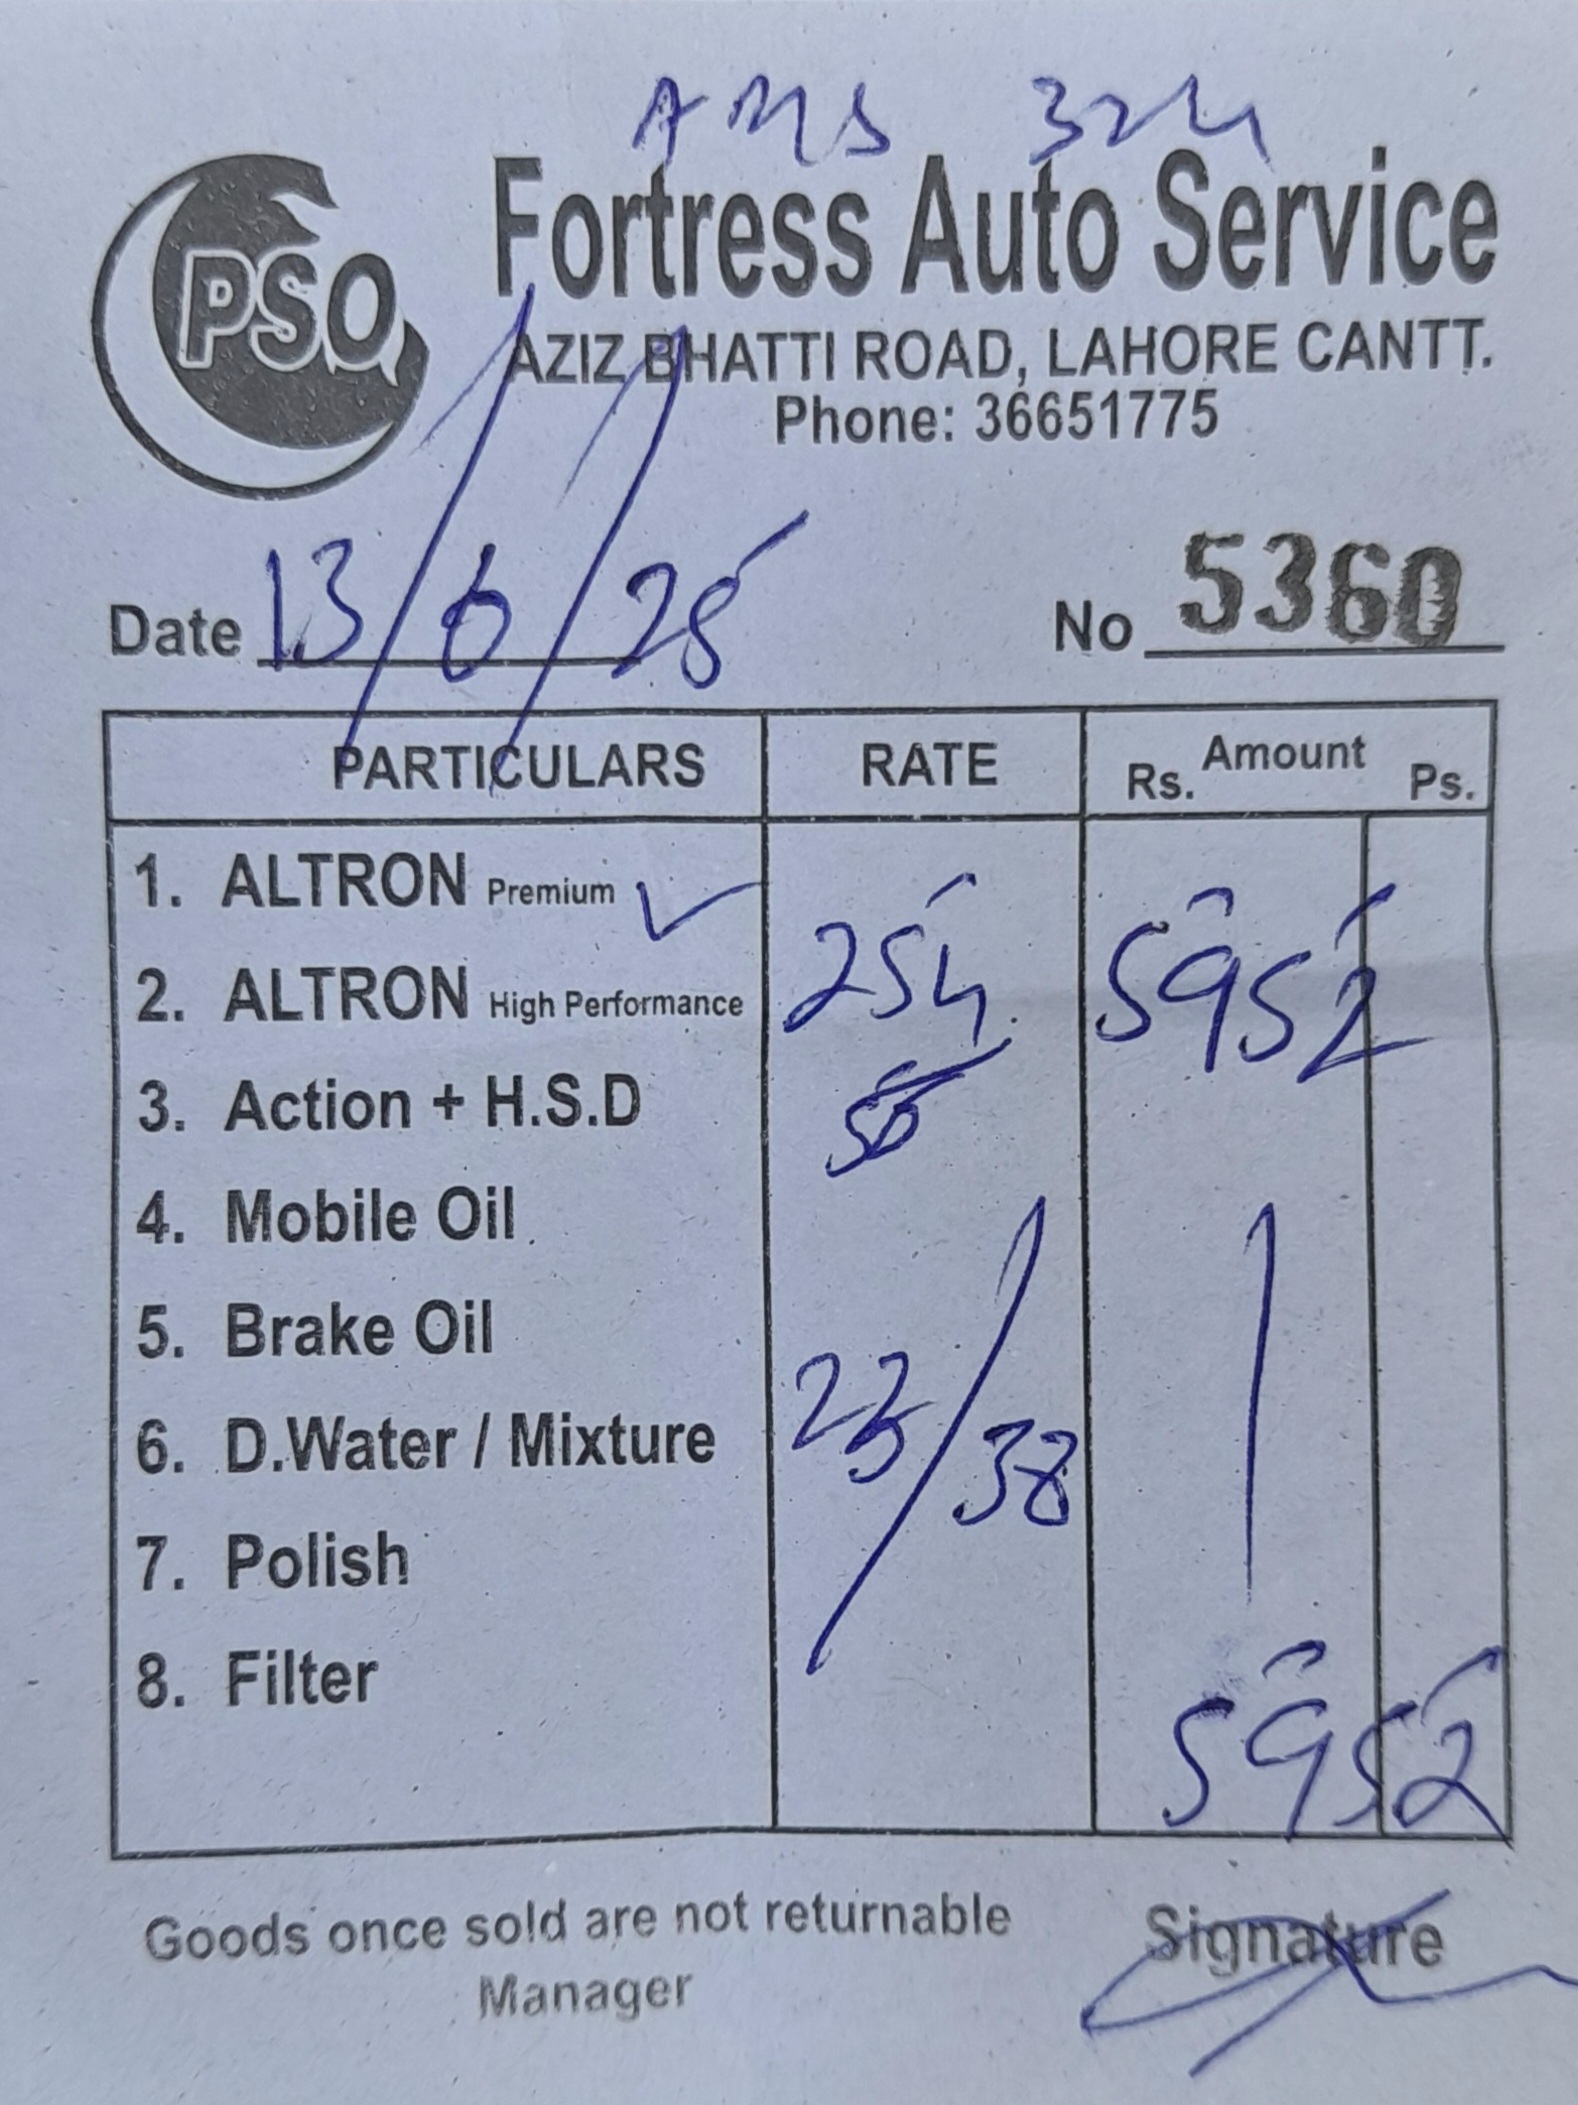 AMS 324
PSO
Fortress Auto Service
AZIZ BHATTI ROAD, LAHORE CANTT.
Phone: 36651775
Date 13/6/25 No 5360
PARTICULARS RATE Amount Rs. Ps.
1. ALTRON Premium ✓
2. ALTRON High Performance 254 5952
3. Action + H.S.D
4. Mobile Oil
5. Brake Oil
6. D.Water / Mixture 23/38
7. Polish
8. Filter
5952
Goods once sold are not returnable Signature
Manager